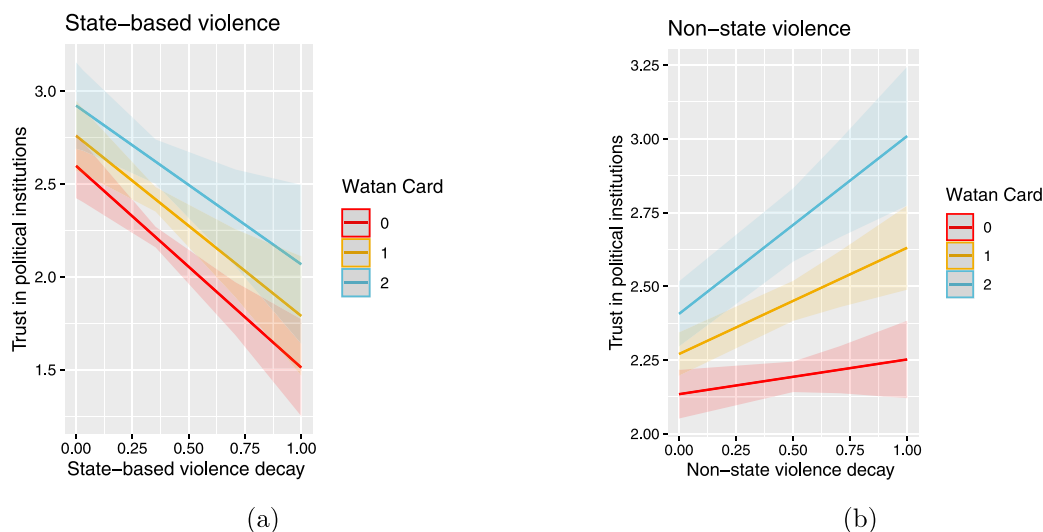 State−based violence
Trust in political institutions
3.0
2.5
2.0
1.5
0.00 0.25 0.50 0.75 1.00
State−based violence decay
Watan Card
0
1
2
(a)
Non−state violence
Trust in political institutions
3.25
3.00
2.75
2.50
2.25
2.00
0.00 0.25 0.50 0.75 1.00
Non−state violence decay
Watan Card
0
1
2
(b)